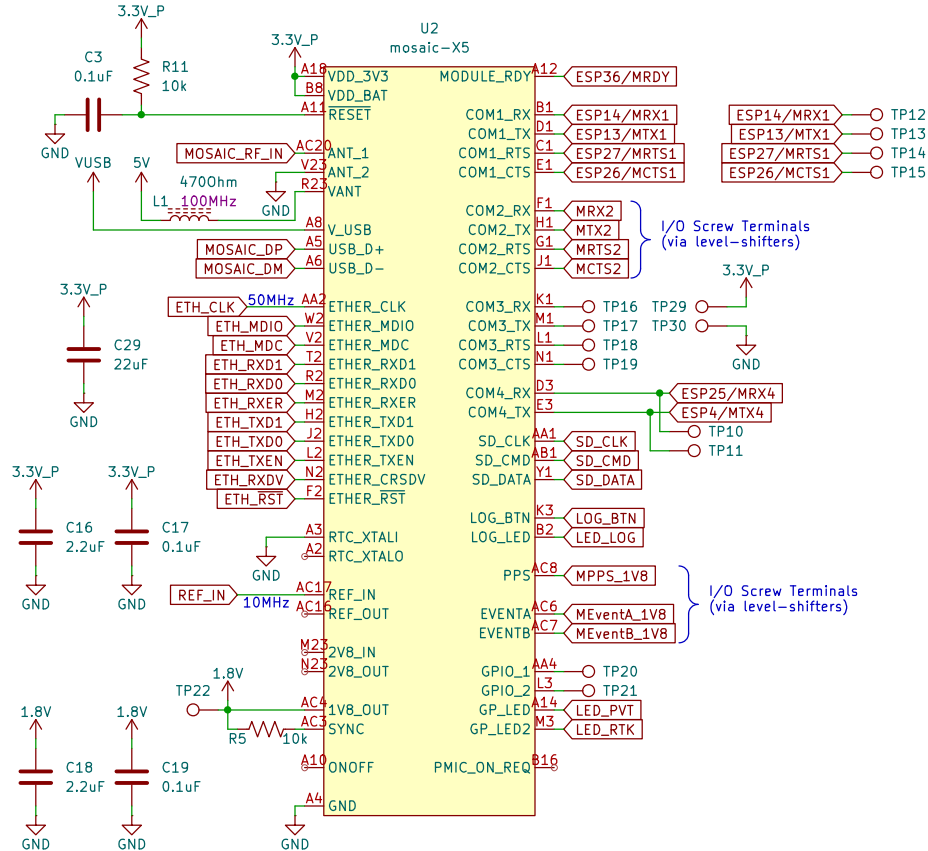 3.3V_P
C3
0.1uF
R11
10k
GND
3.3V_P
U2
mosaic-X5
A18 VDD_3V3
B8 VDD_BAT
A11 RESET
AC20 ANT_1
V23 ANT_2
R23 VANT
A8 V_USB
A5 USB_D+
A6 USB_D-
AA2 ETHER_CLK
W2 ETHER_MDIO
V2 ETHER_MDC
T2 ETHER_RXD1
R2 ETHER_RXD0
M2 ETHER_RXER
H2 ETHER_TXD1
J2 ETHER_TXD0
L2 ETHER_TXEN
N2 ETHER_CRSDV
F2 ETHER_RST
A3 RTC_XTALI
A2 RTC_XTALO
AC17 REF_IN
AC16 REF_OUT
M23 2V8_IN
N23 2V8_OUT
AC4 1V8_OUT
AC3 SYNC
A10 ONOFF
A4 GND
MODULE_RDY A12 ESP36/MRDY
COM1_RX B1 ESP14/MRX1
COM1_TX D1 ESP13/MTX1
COM1_RTS C1 ESP27/MRTS1
COM1_CTS E1 ESP26/MCTS1
COM2_RX F1 MRX2
COM2_TX H1 MTX2
COM2_RTS G1 MRTS2
COM2_CTS J1 MCTS2
I/O Screw Terminals
(via level-shifters)
COM3_RX K1 TP16
COM3_TX M1 TP17
COM3_RTS L1 TP18
COM3_CTS N1 TP19
COM4_RX D3 ESP25/MRX4
COM4_TX E3 ESP4/MTX4
TP10
TP11
SD_CLK AA1 SD_CLK
SD_CMD AB1 SD_CMD
SD_DATA Y1 SD_DATA
LOG_BTN K3 LOG_BTN
LOG_LED B2 LED_LOG
PPS AC8 MPPS_1V8
EVENTA AC6 MEventA_1V8
EVENTB AC7 MEventB_1V8
I/O Screw Terminals
(via level-shifters)
GPIO_1 AA4 TP20
GPIO_2 L3 TP21
GP_LED A14 LED_PVT
GP_LED2 M3 LED_RTK
PMIC_ON_REQ B16
ESP14/MRX1 TP12
ESP13/MTX1 TP13
ESP27/MRTS1 TP14
ESP26/MCTS1 TP15
3.3V_P
TP29
TP30
GND
MOSAIC_RF_IN
VUSB
5V
GND
470Ohm
L1 100MHz
MOSAIC_DP
MOSAIC_DM
ETH_CLK 50MHz
ETH_MDIO
ETH_MDC
ETH_RXD1
ETH_RXD0
ETH_RXER
ETH_TXD1
ETH_TXD0
ETH_TXEN
ETH_RXDV
ETH_RST
GND
REF_IN 10MHz
1.8V
TP22
R5 10k
GND
3.3V_P
C29
22uF
GND
3.3V_P
C16
2.2uF
GND
3.3V_P
C17
0.1uF
GND
1.8V
C18
2.2uF
GND
1.8V
C19
0.1uF
GND